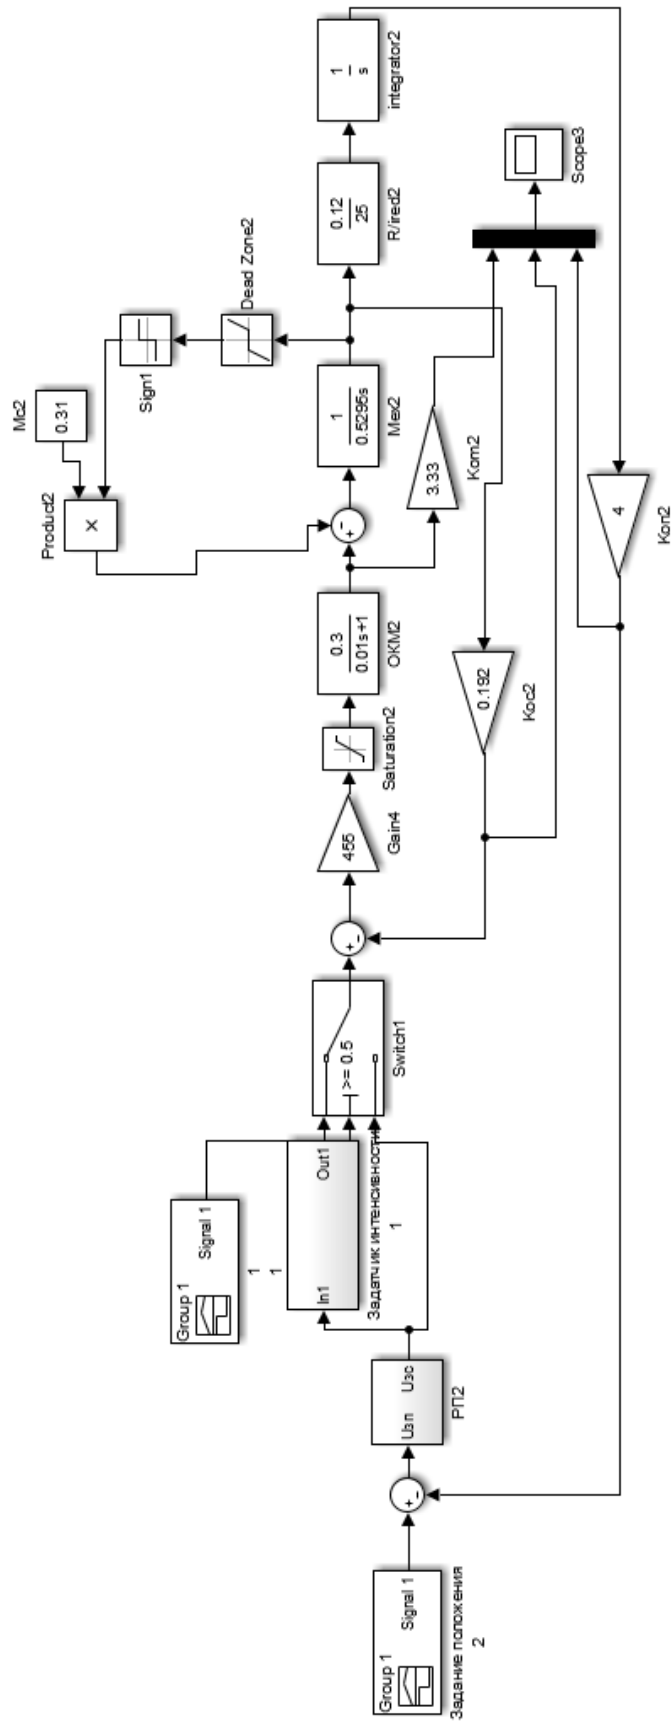 Group 1
Signal 1
Задание положения
2
+-
Uзп
Uзс
РП2
Group 1
Signal 1
1
1
In1
Out1
Задатчик интенсивности
1
>= 0.5
Switch1
+-
455
Gain4
Saturation2
0.3
0.01s+1
OKM2
+-
Mc2
0.31
Product2
×
Sign1
Dead Zone2
1
0.5295s
Mex2
3.33
Kom2
0.12
25
R/ired2
1
s
integrator2
0.192
Koc2
Scope3
4
Kоп2